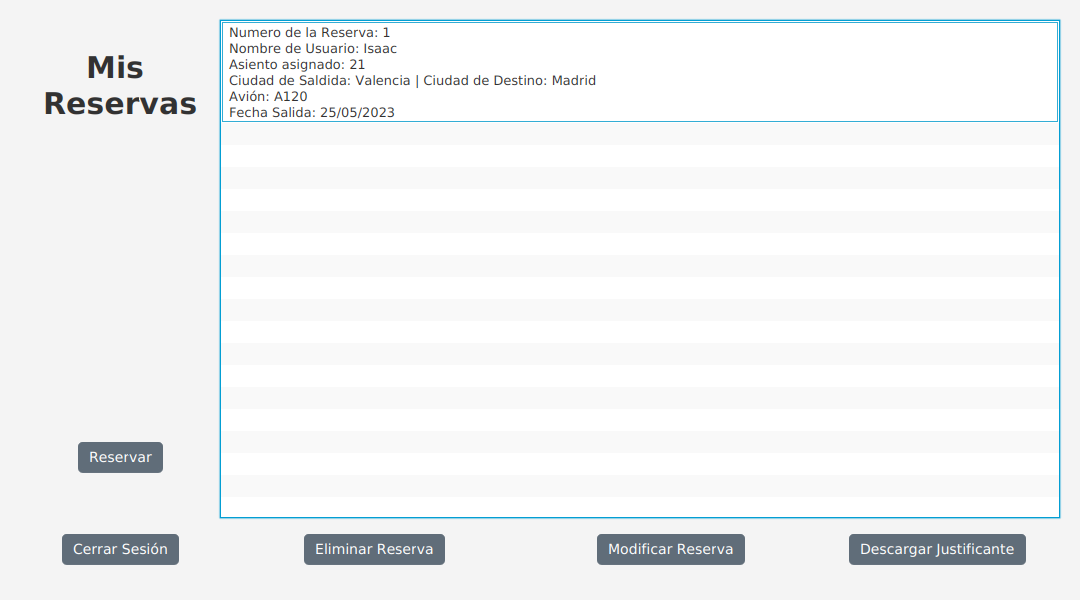 Mis
Reservas
Numero de la Reserva: 1
Nombre de Usuario: Isaac
Asiento asignado: 21
Ciudad de Saldida: Valencia | Ciudad de Destino: Madrid
Avión: A120
Fecha Salida: 25/05/2023
Reservar
Cerrar Sesión
Eliminar Reserva
Modificar Reserva
Descargar Justificante